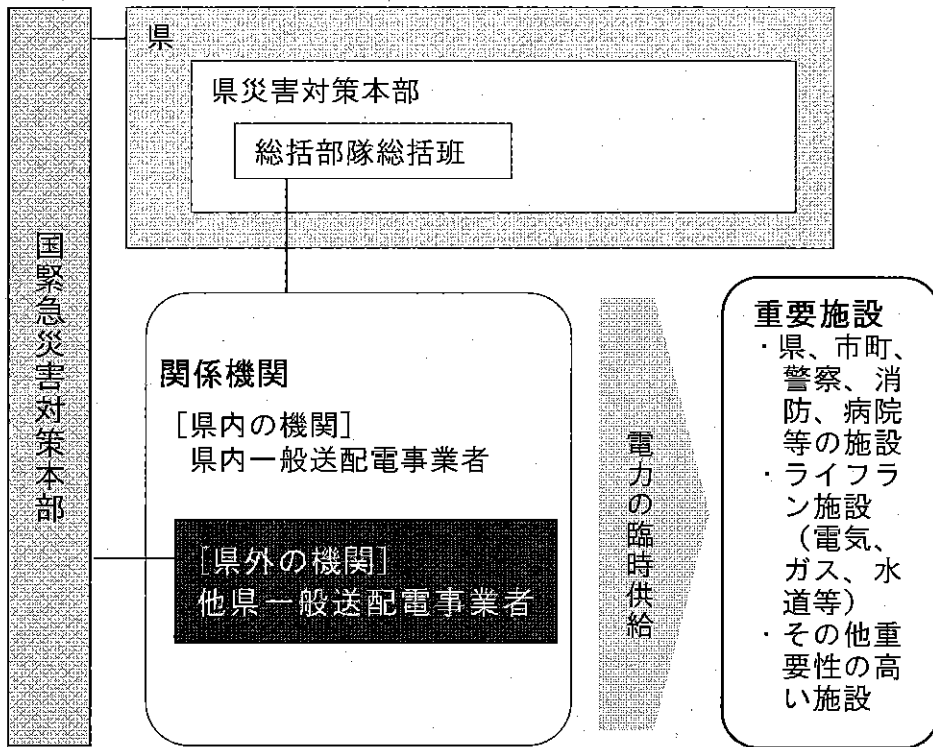 国緊急災害対策本部
県
県災害対策本部
総括部隊総括班
関係機関
[県内の機関]
県内一般送配電事業者
[県外の機関]
他県一般送配電事業者
電力の臨時供給
重要施設
・県、市町、
警察、消
防、病院
等の施設
・ライフラ
ン施設
（電気、
ガス、水
道等）
・その他重
要性の高
い施設